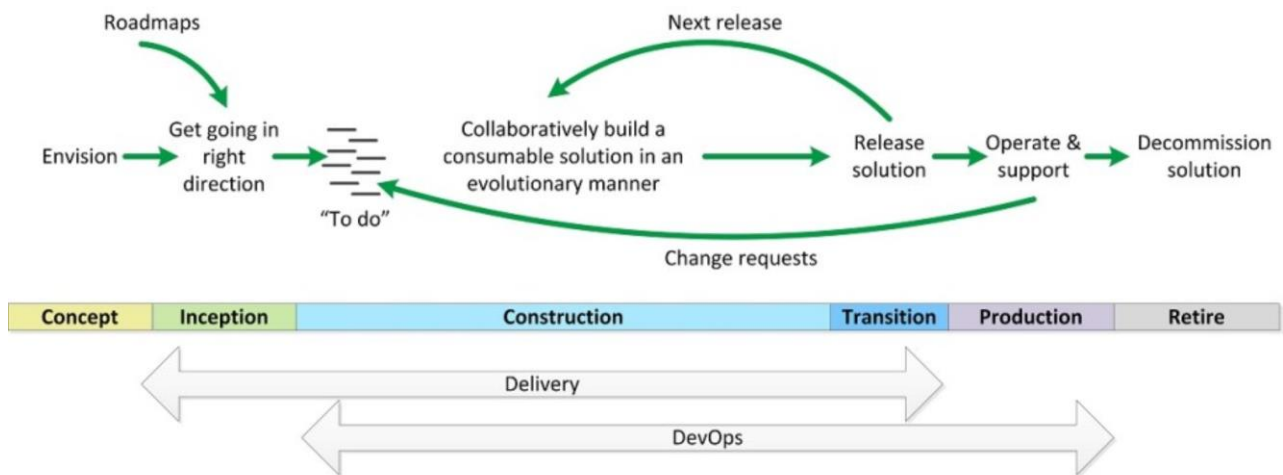 Roadmaps
Next release
Envision
Get going in
right
direction
“To do”
Collaboratively build a
consumable solution in an
evolutionary manner
Release
solution
Operate &
support
Decommission
solution
Change requests
Concept
Inception
Construction
Transition
Production
Retire
Delivery
DevOps